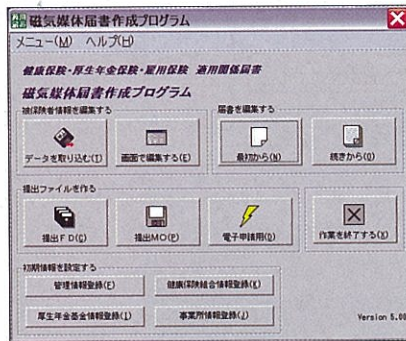 磁気媒体届書作成プログラム
メニュー(M) ヘルプ(H)
健康保険・厚生年金保険・雇用保険 適用関係届書
磁気媒体届書作成プログラム
被保険者情報を編集する
データを取り込む(T)
画面で編集する(E)
届書を編集する
最初から(N)
続きから(O)
提出ファイルを作る
提出FD(C)
提出MO(P)
電子申請用(D)
作業を終了する(X)
初期情報を設定する
管理情報登録(F)
健康保険組合情報登録(K)
厚生年金基金情報登録(L)
事業所情報登録(J)
Version 5.00